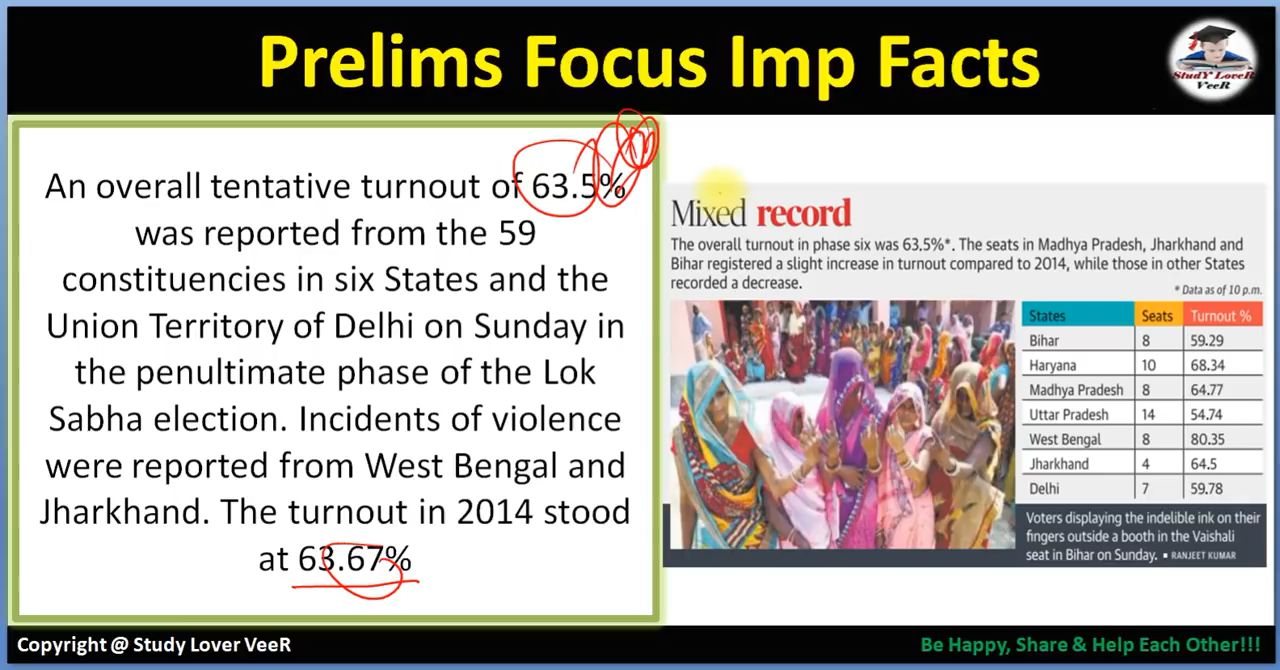 Prelims Focus Imp Facts
StudY LoveR
VeeR
An overall tentative turnout of 63.5%
was reported from the 59
constituencies in six States and the
Union Territory of Delhi on Sunday in
the penultimate phase of the Lok
Sabha election. Incidents of violence
were reported from West Bengal and
Jharkhand. The turnout in 2014 stood
at 63.67%
Mixed record
The overall turnout in phase six was 63.5%*. The seats in Madhya Pradesh, Jharkhand and
Bihar registered a slight increase in turnout compared to 2014, while those in other States
recorded a decrease.
* Data as of 10 p.m.
States Seats Turnout %
Bihar 8 59.29
Haryana 10 68.34
Madhya Pradesh 8 64.77
Uttar Pradesh 14 54.74
West Bengal 8 80.35
Jharkhand 4 64.5
Delhi 7 59.78
Voters displaying the indelible ink on their
fingers outside a booth in the Vaishali
seat in Bihar on Sunday. ▪ RANJEET KUMAR
Copyright @ Study Lover VeeR
Be Happy, Share & Help Each Other!!!